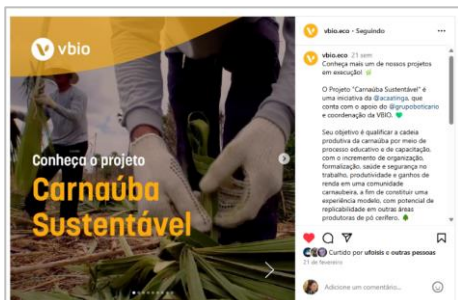 vbio
Conheça o projeto
Carnaúba
Sustentável
vbio.eco • Seguindo
vbio.eco 21 sem
Conheça mais um de nossos projetos
em execução!
O Projeto "Carnaúba Sustentável" é
uma iniciativa da @acaatinga, que
conta com o apoio do @grupoboticario
e coordenação da VBIO.
Seu objetivo é qualificar a cadeia
produtiva da carnaúba por meio de
processo educativo e de capacitação,
com o incremento de organização,
formalização, saúde e segurança no
trabalho, produtividade e ganhos de
renda em uma comunidade
carnaubeira, a fim de constituir uma
experiência modelo, com potencial de
replicabilidade em outras áreas
produtoras de pó cerífero.
Curtido por ufoisis e outras pessoas
21 de fevereiro
Adicione um comentário...